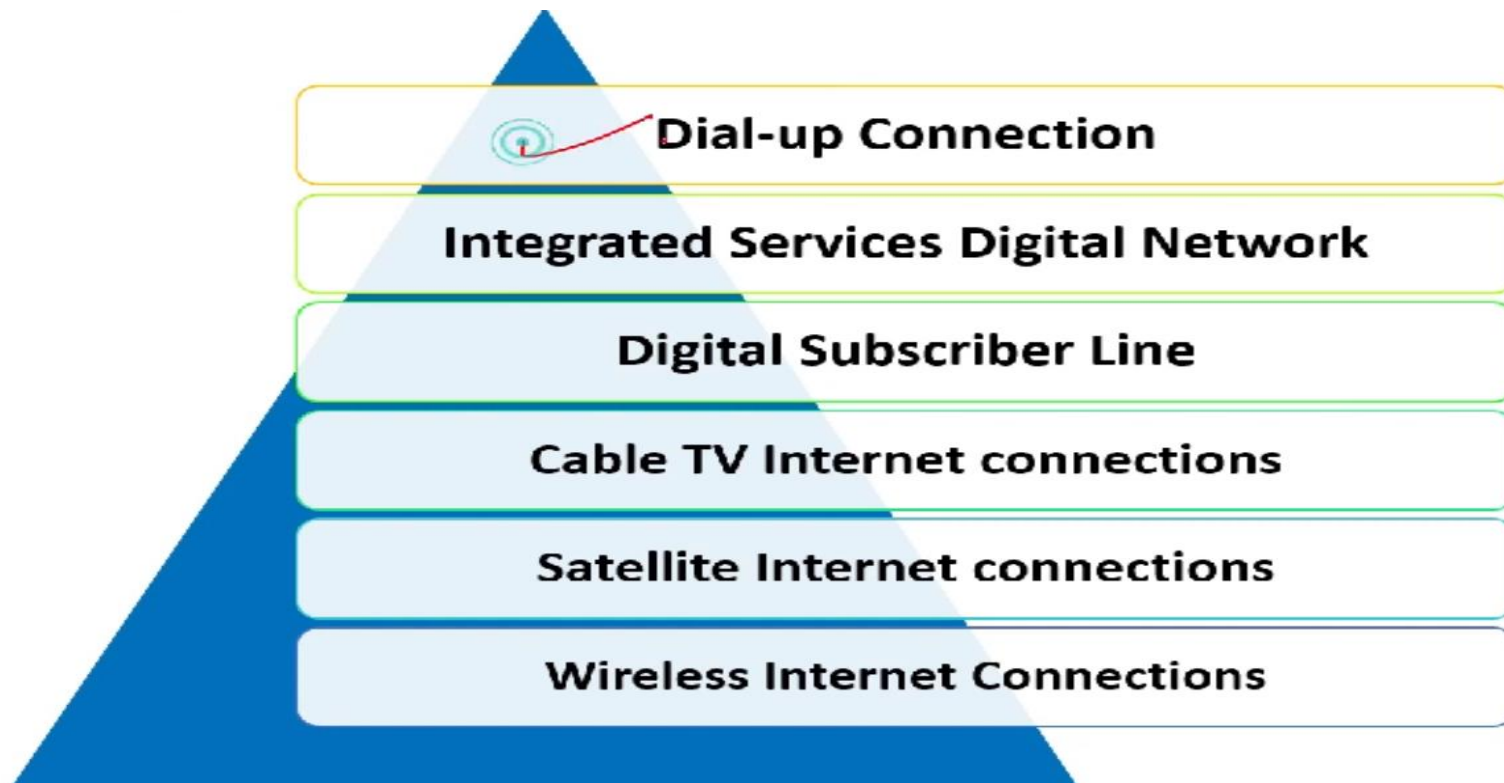 Dial-up Connection
Integrated Services Digital Network
Digital Subscriber Line
Cable TV Internet connections
Satellite Internet connections
Wireless Internet Connections